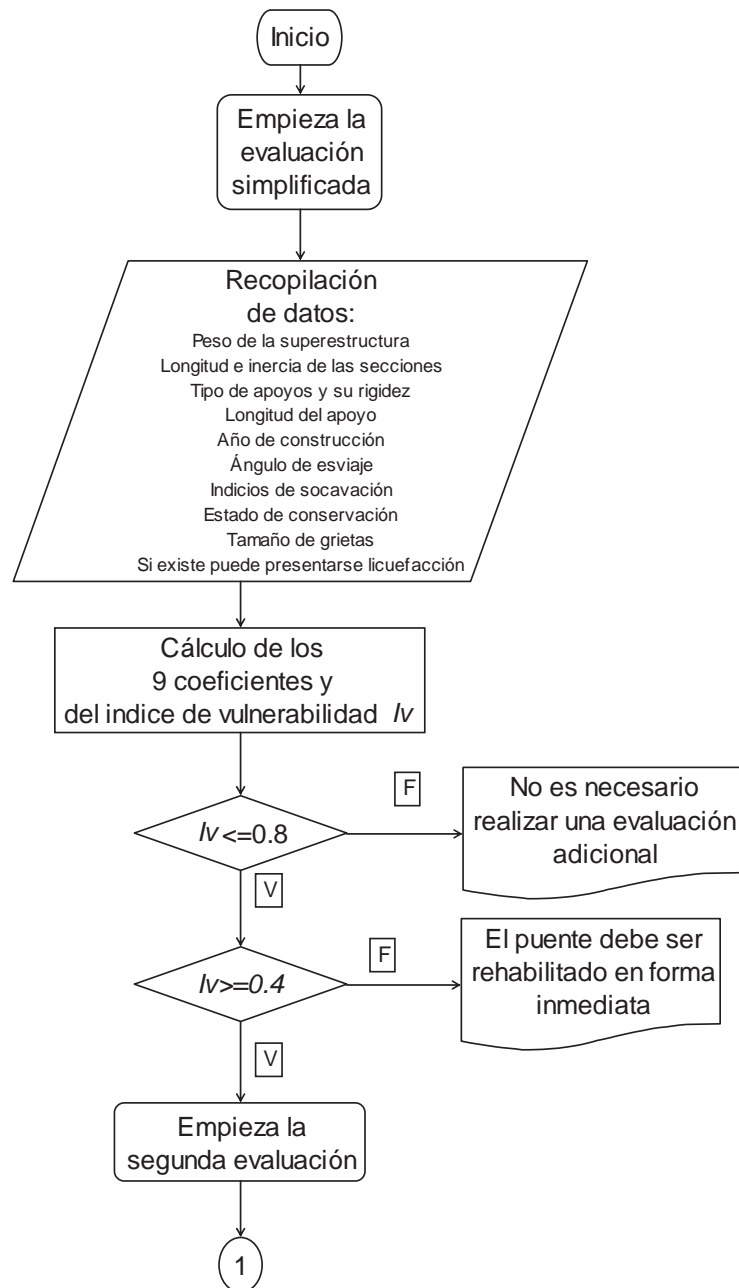 Inicio
Empieza la
evaluación
simplificada
Recopilación
de datos:
Peso de la superestructura
Longitud e inercia de las secciones
Tipo de apoyos y su rigidez
Longitud del apoyo
Año de construcción
Ángulo de esviaje
Indicios de socavación
Estado de conservación
Tamaño de grietas
Si existe puede presentarse licuefacción
Cálculo de los
9 coeficientes y
del indice de vulnerabilidad Iv
Iv <=0.8
F
No es necesario
realizar una evaluación
adicional
V
Iv>=0.4
F
El puente debe ser
rehabilitado en forma
inmediata
V
Empieza la
segunda evaluación
1